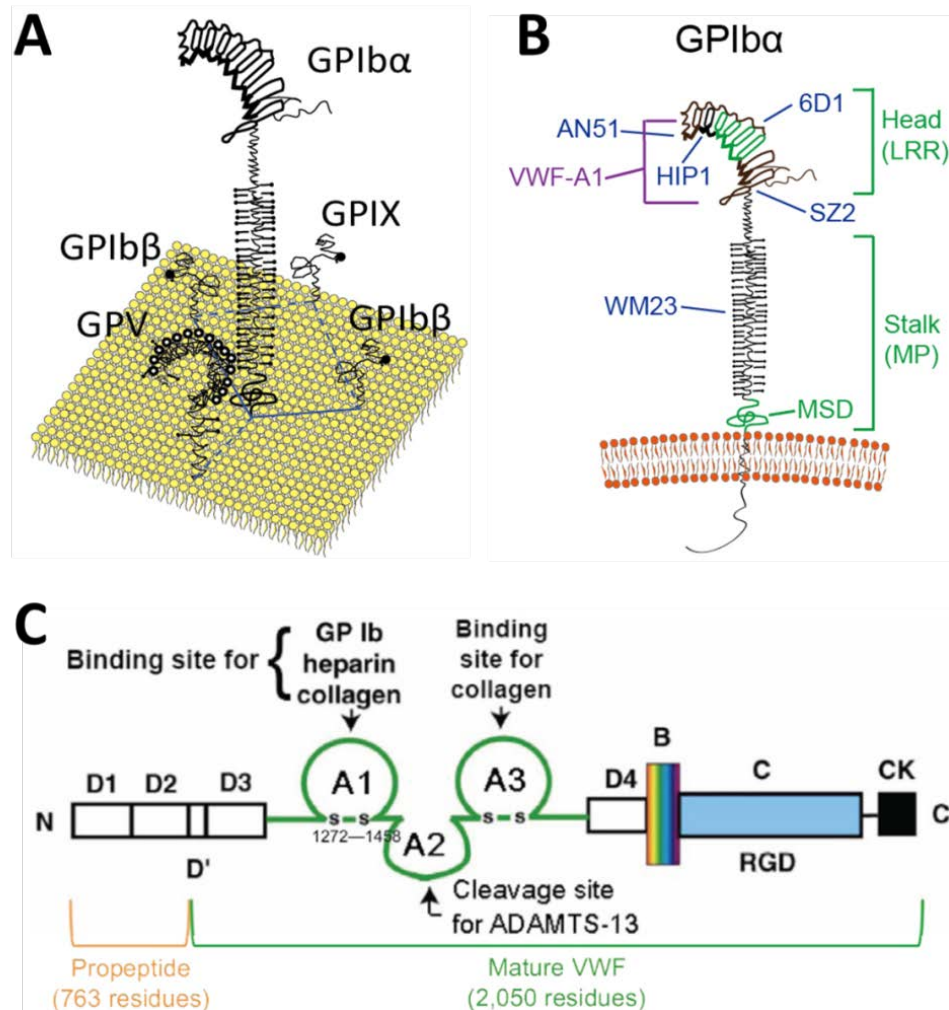 A
GPIbα
GPIX
GPIbβ
GPV
GPIbβ
B
GPIbα
6D1
AN51
Head
(LRR)
VWF-A1
HIP1
SZ2
WM23
Stalk
(MP)
MSD
C
Binding site for
GP Ib
heparin
collagen
Binding
site for
collagen
N
D1
D2
D3
D'
A1
s
s
1272—1458
A2
A3
s
s
D4
B
C
RGD
CK
C
Cleavage site
for ADAMTS-13
Propeptide
(763 residues)
Mature VWF
(2,050 residues)